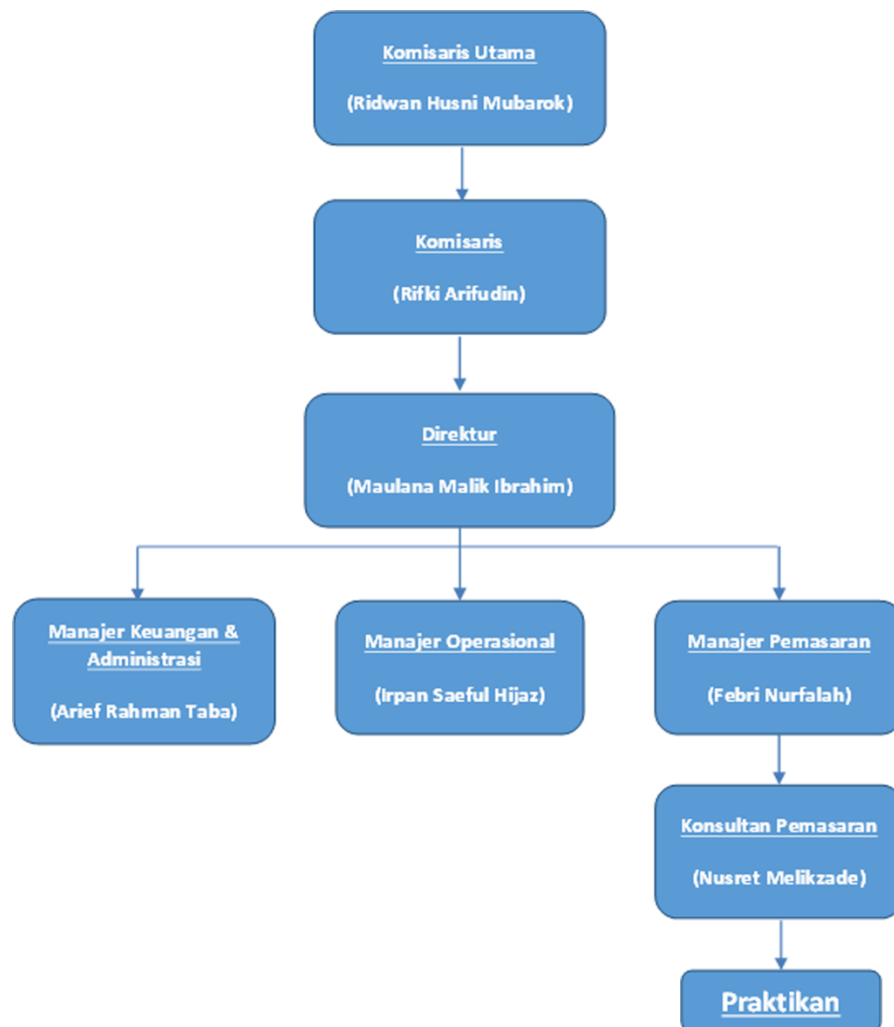 Komisaris Utama
(Ridwan Husni Mubarok)
Komisaris
(Rifki Arifudin)
Direktur
(Maulana Malik Ibrahim)
Manajer Keuangan &
Administrasi
(Arief Rahman Taba)
Manajer Operasional
(Irpan Saeful Hijaz)
Manajer Pemasaran
(Febri Nurfalah)
Konsultan Pemasaran
(Nusret Melikzade)
Praktikan